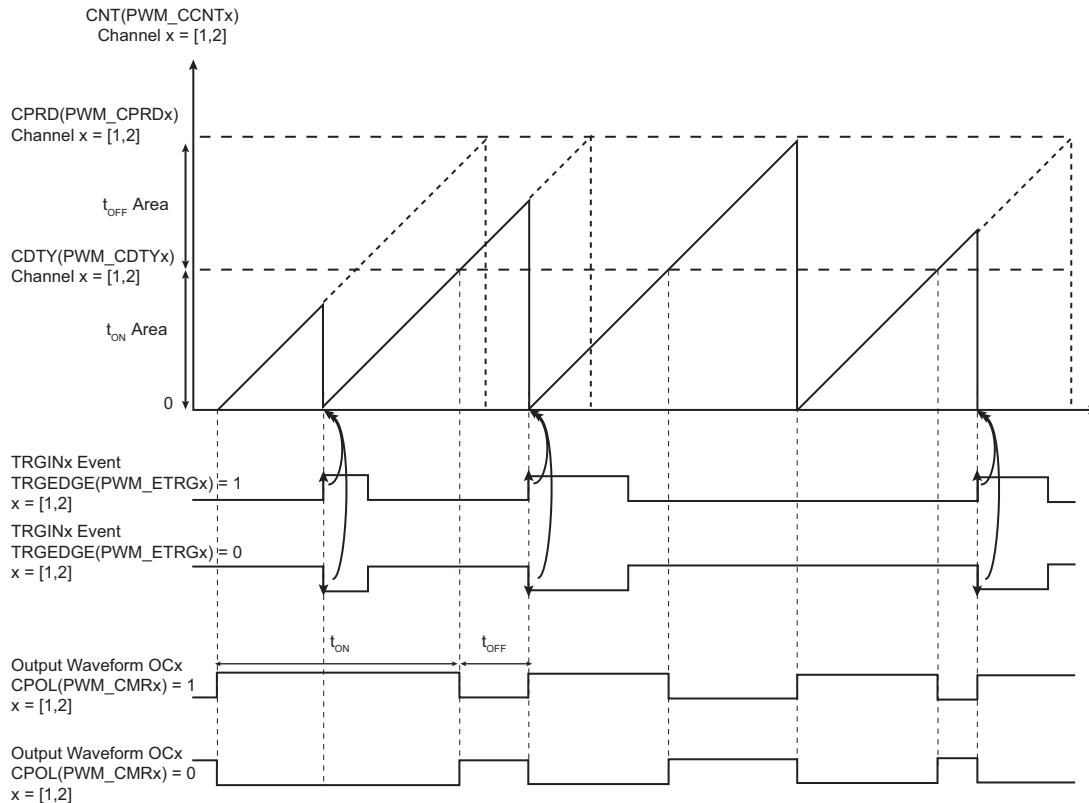 CNT(PWM_CCNTx)
Channel x = [1,2]
CPRD(PWM_CPRDx)
Channel x = [1,2]
tOFF Area
CDTY(PWM_CDTYx)
Channel x = [1,2]
tON Area
0
TRGINx Event
TRGEDGE(PWM_ETRGx) = 1
x = [1,2]
TRGINx Event
TRGEDGE(PWM_ETRGx) = 0
x = [1,2]
tON
tOFF
Output Waveform OCx
CPOL(PWM_CMRx) = 1
x = [1,2]
Output Waveform OCx
CPOL(PWM_CMRx) = 0
x = [1,2]